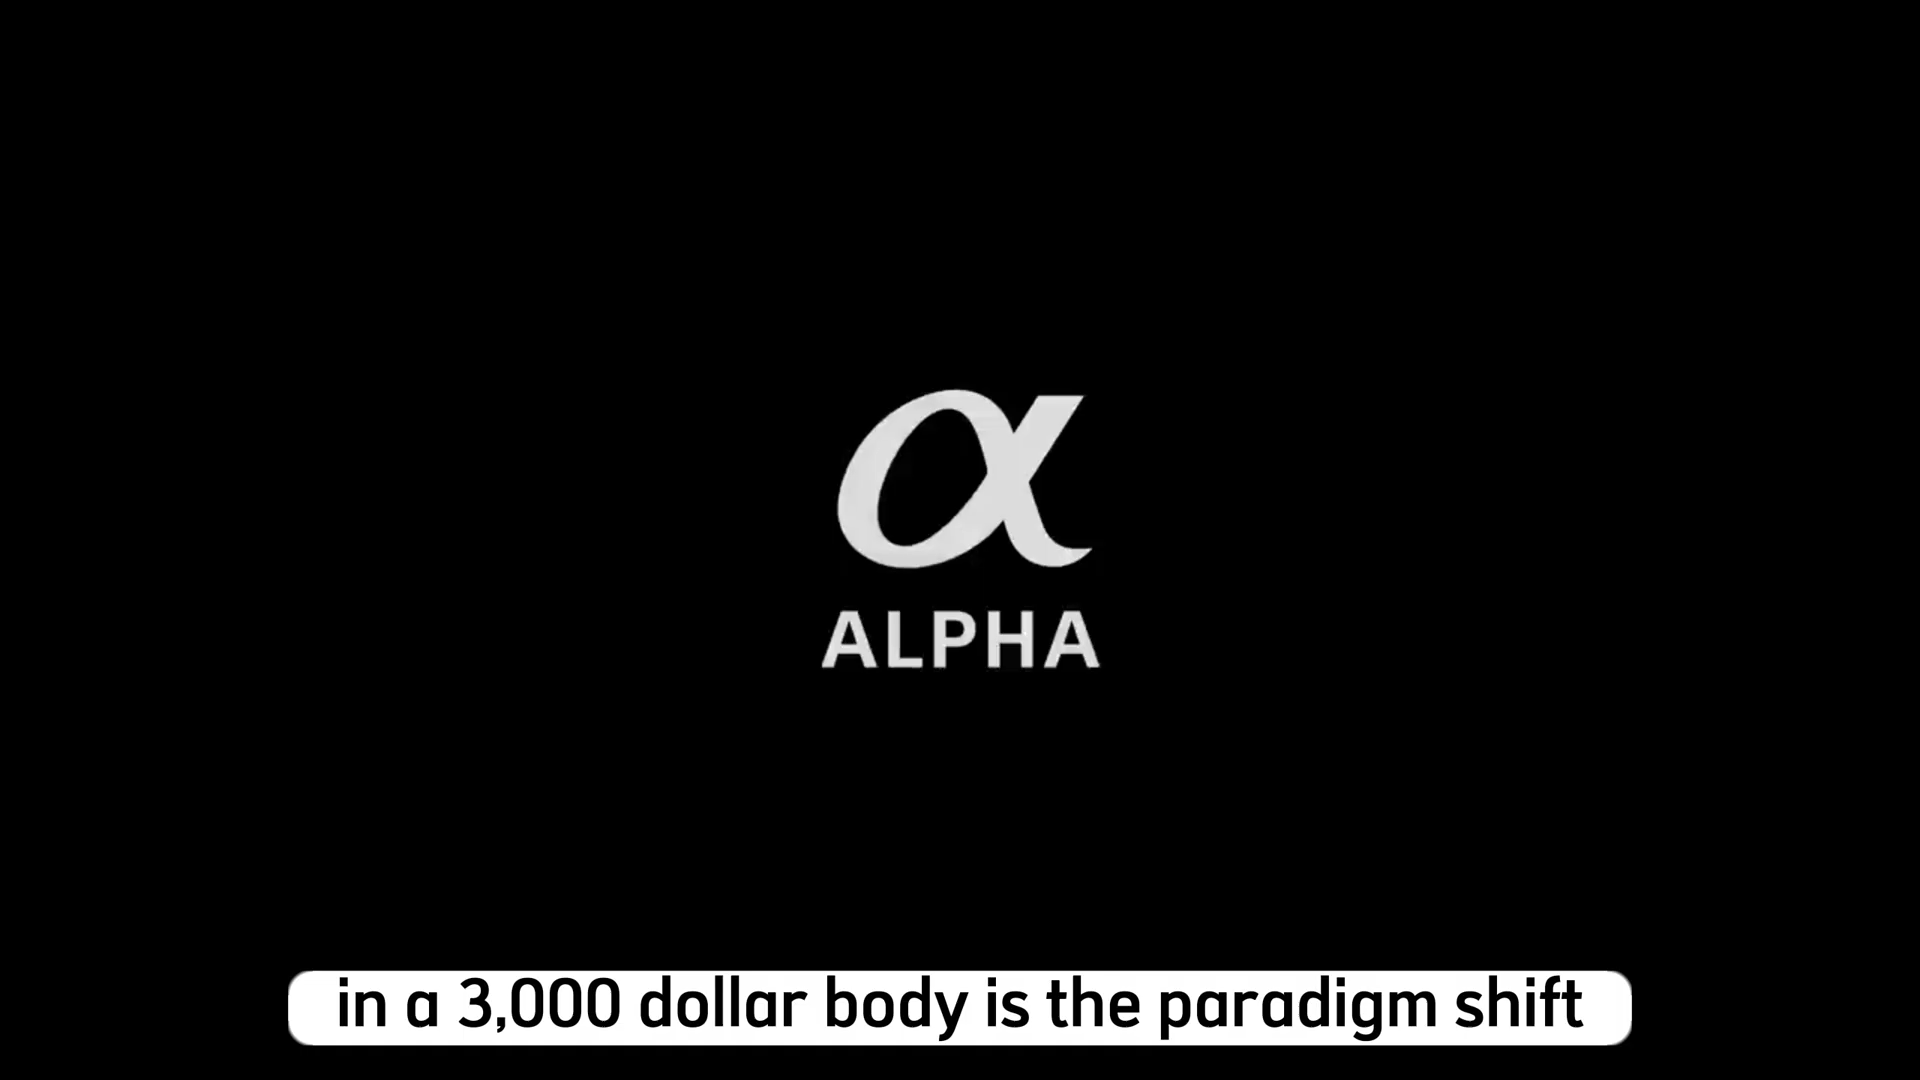 α
ALPHA
in a 3,000 dollar body is the paradigm shift